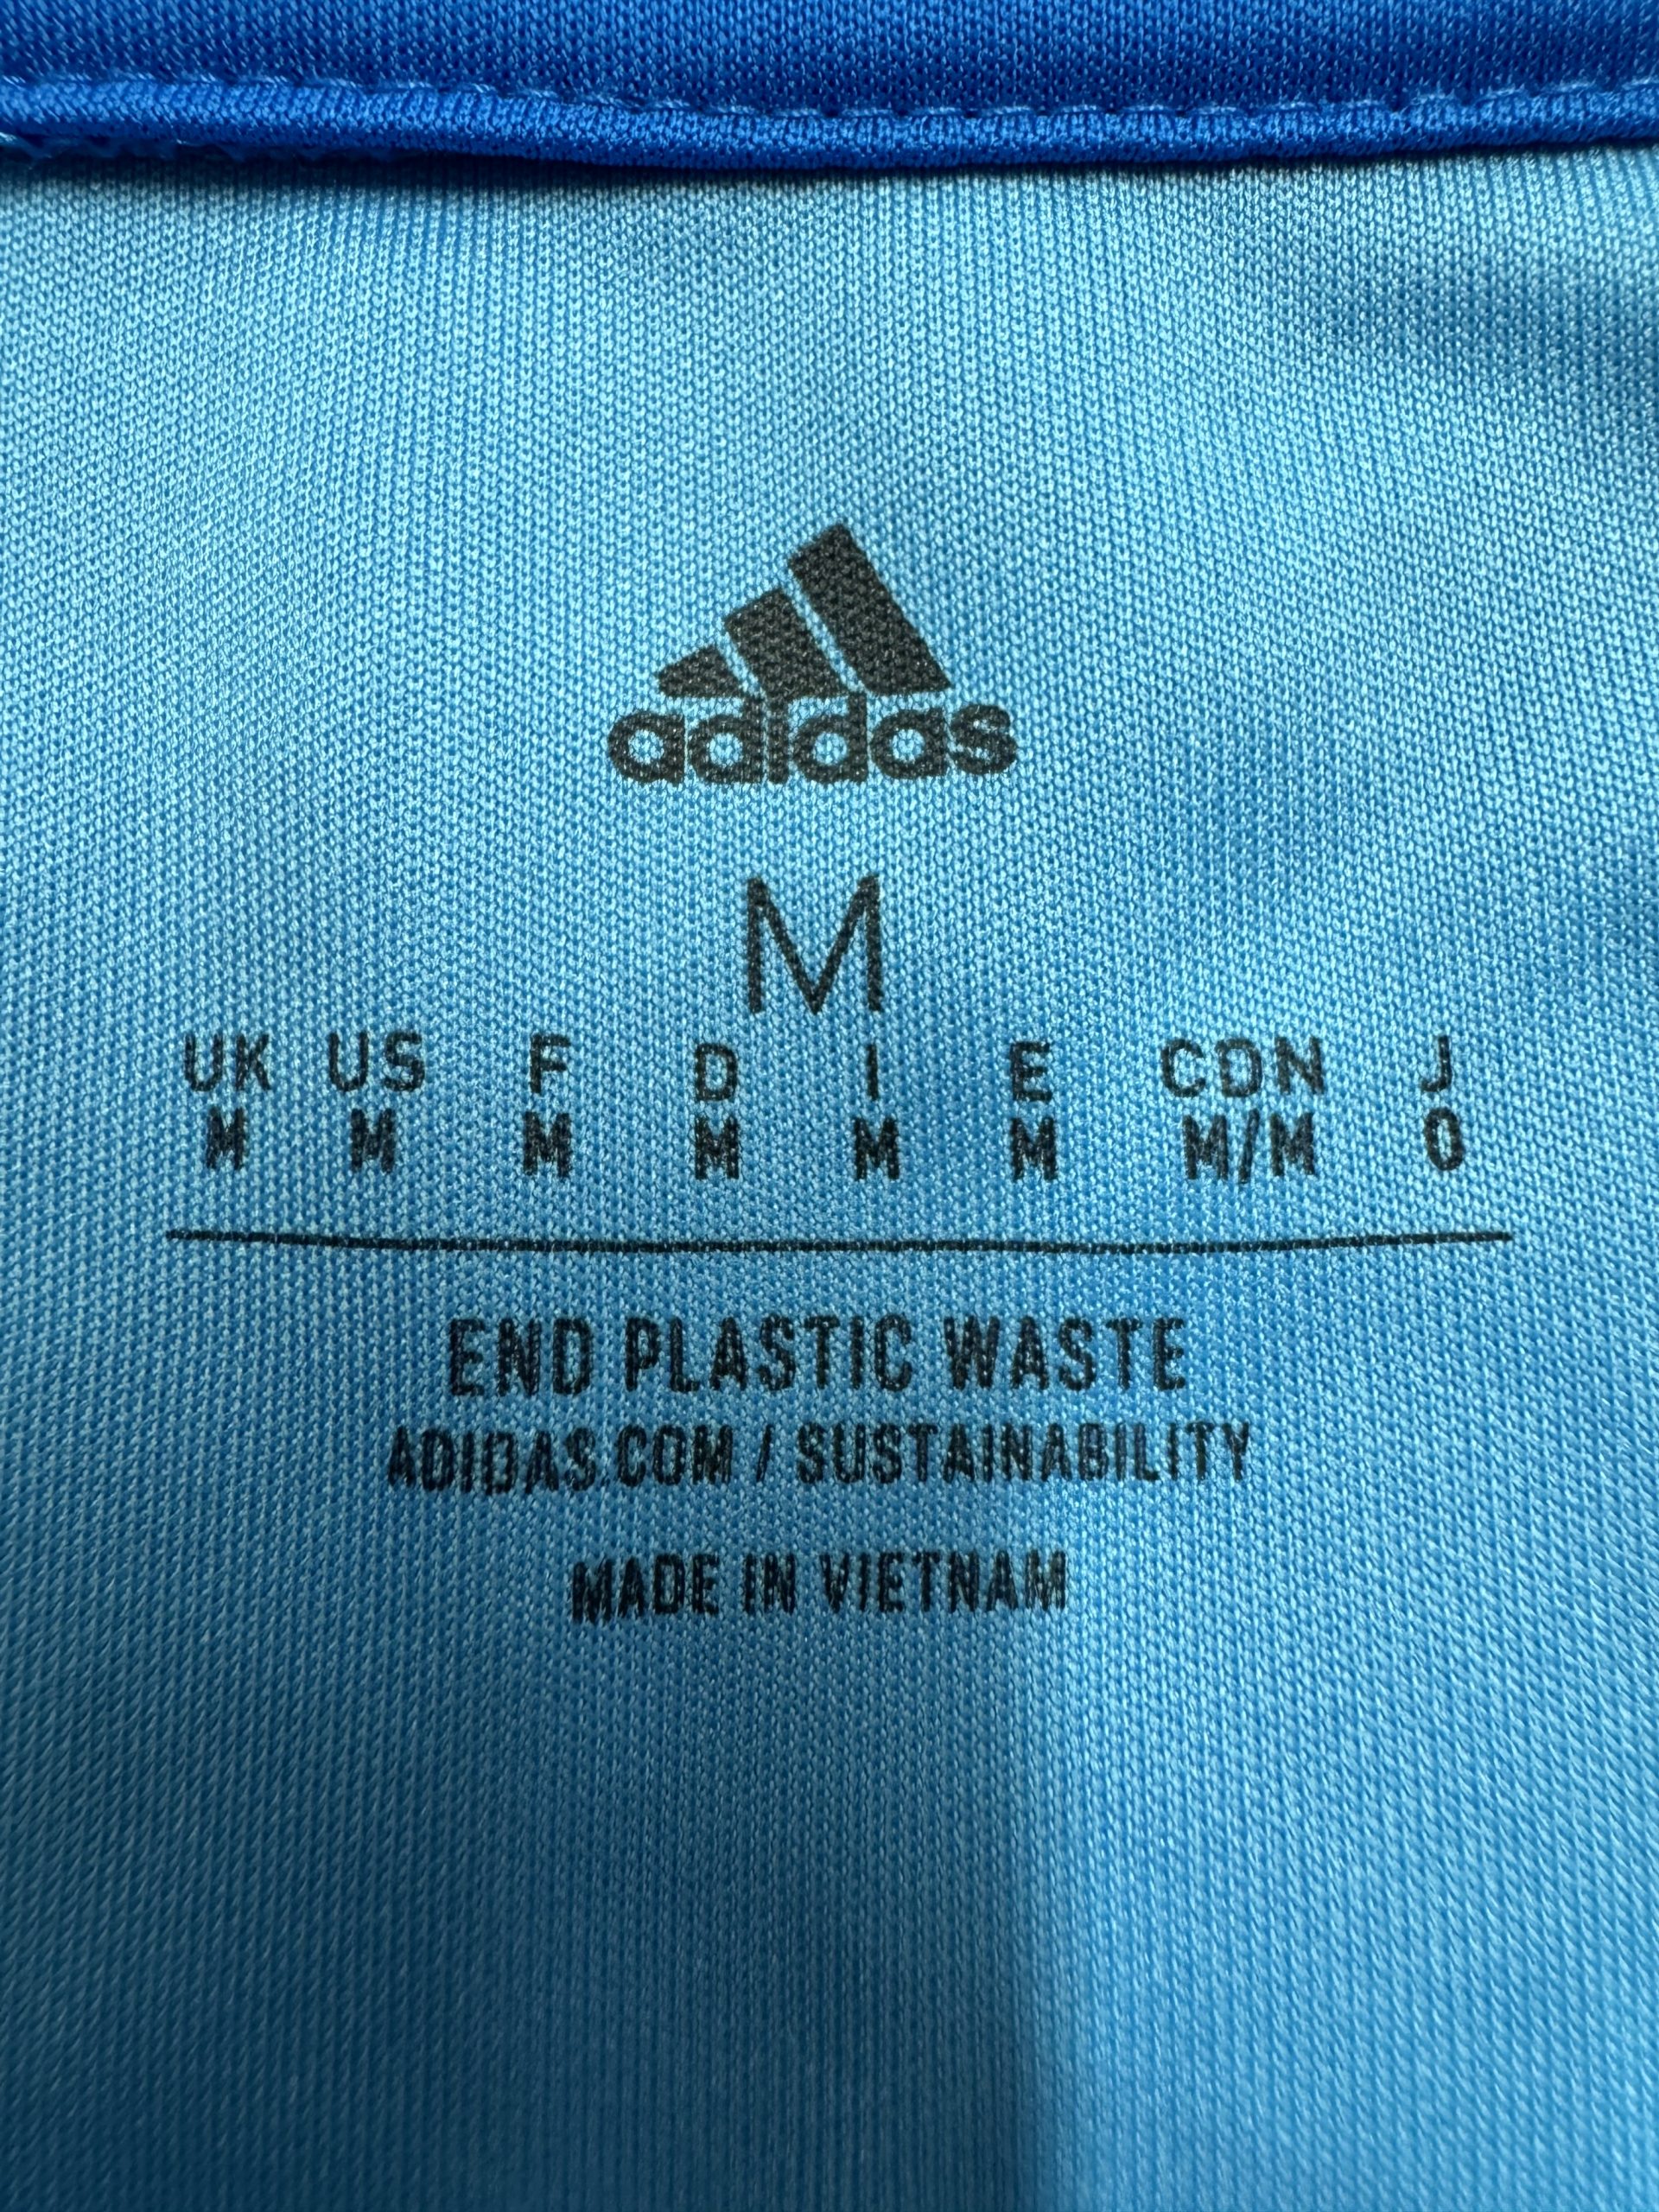 adidas
M
UK US F D I E CDN J
M M M M M M M/M O
END PLASTIC WASTE
ADIDAS.COM / SUSTAINABILITY
MADE IN VIETNAM